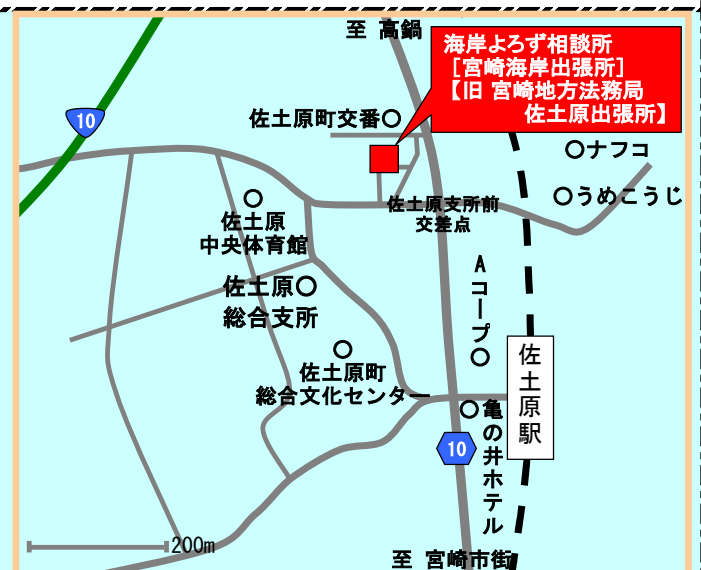 至 高鍋
海岸よろず相談所
［宮崎海岸出張所］
【旧 宮崎地方法務局
佐土原出張所】
10
佐土原町交番
ナフコ
うめこうじ
佐土原支所前
交差点
佐土原
中央体育館
Aコープ
佐土原
総合支所
佐土原町
総合文化センター
佐土原駅
亀の井ホテル
10
200m
至 宮崎市街